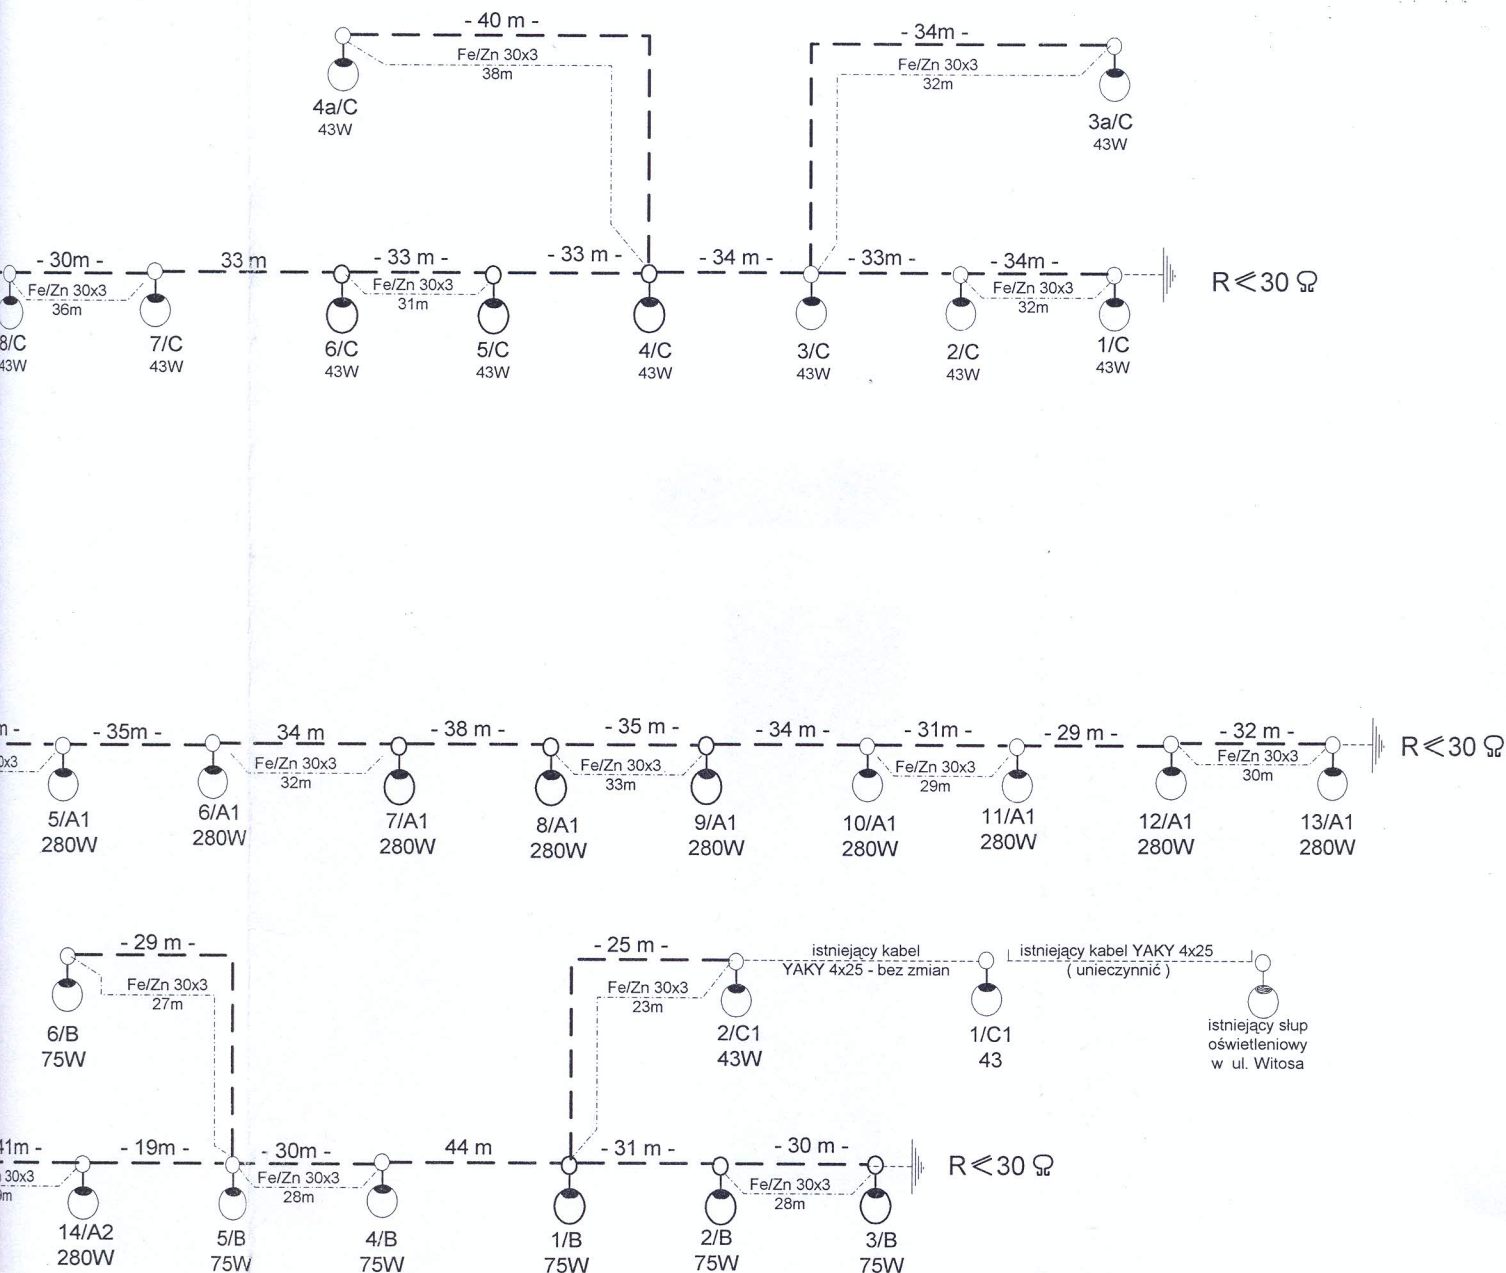 - 40 m -
Fe/Zn 30x3
38m
4a/C
43W
- 34m -
Fe/Zn 30x3
32m
3a/C
43W
- 30m -
33 m
- 33 m -
- 33 m -
- 34 m -
- 33m -
- 34m -
Fe/Zn 30x3
36m
Fe/Zn 30x3
31m
Fe/Zn 30x3
32m
R ⩽ 30 Ω
8/C
43W
7/C
43W
6/C
43W
5/C
43W
4/C
43W
3/C
43W
2/C
43W
1/C
43W
m -
- 35m -
34 m
- 38 m -
- 35 m -
- 34 m -
- 31m -
- 29 m -
- 32 m -
0x3
Fe/Zn 30x3
32m
Fe/Zn 30x3
33m
Fe/Zn 30x3
29m
Fe/Zn 30x3
30m
R ⩽ 30 Ω
5/A1
280W
6/A1
280W
7/A1
280W
8/A1
280W
9/A1
280W
10/A1
280W
11/A1
280W
12/A1
280W
13/A1
280W
- 29 m -
Fe/Zn 30x3
27m
6/B
75W
- 25 m -
Fe/Zn 30x3
23m
2/C1
43W
istniejący kabel
YAKY 4x25 - bez zmian
1/C1
43
istniejący kabel YAKY 4x25
( unieczynnić )
istniejący słup
oświetleniowy
w ul. Witosa
41m -
- 19m -
- 30m -
44 m
- 31 m -
- 30 m -
30x3
9m
Fe/Zn 30x3
28m
Fe/Zn 30x3
28m
R ⩽ 30 Ω
14/A2
280W
5/B
75W
4/B
75W
1/B
75W
2/B
75W
3/B
75W